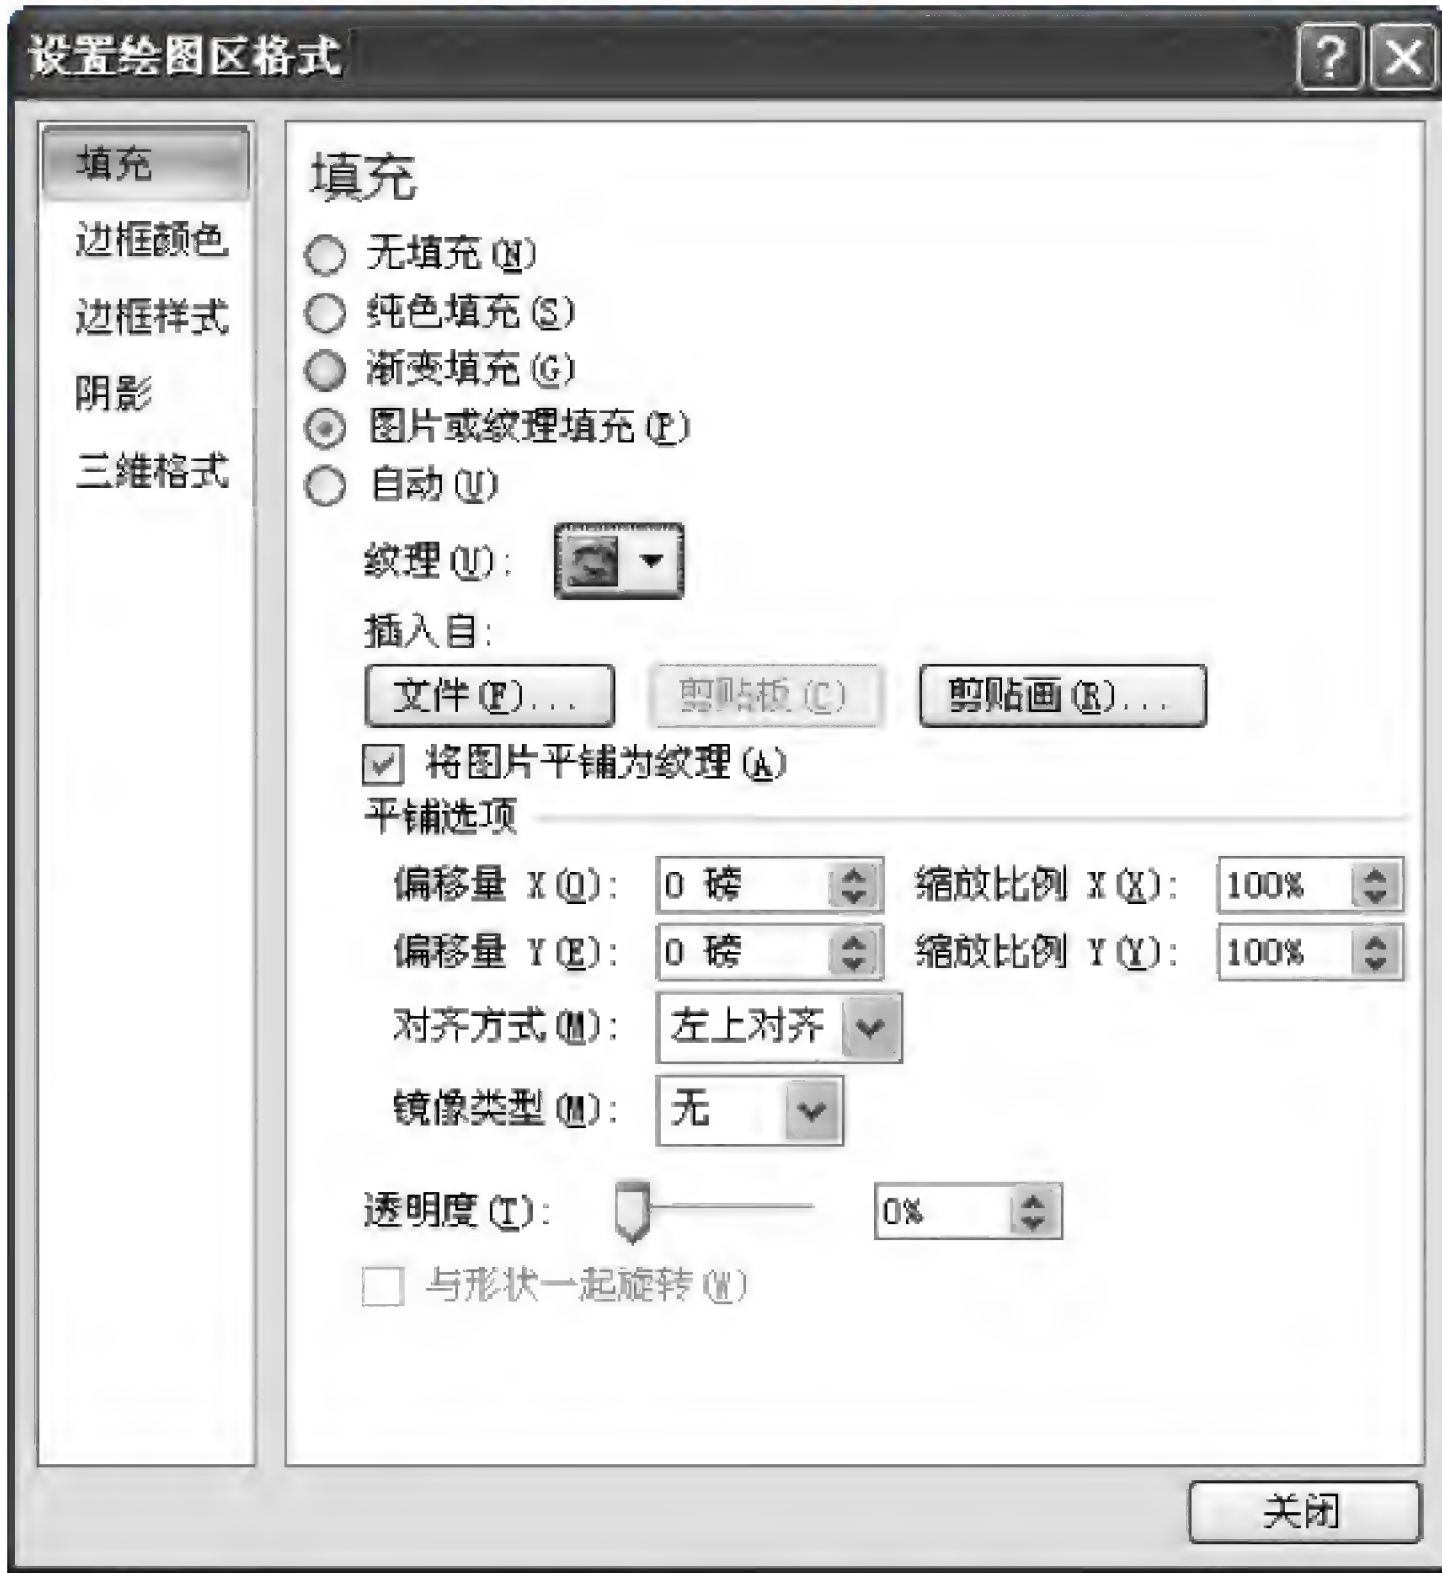 设置绘图区格式
填充
边框颜色
边框样式
阴影
三维格式
填充
无填充(N)
纯色填充(S)
渐变填充(G)
图片或纹理填充(P)
自动(U)
纹理(U):
插入自:
文件(F)... 剪贴板(C) 剪贴画(R)...
将图片平铺为纹理(A)
平铺选项
偏移量 X(O): 0 磅 缩放比例 X(X): 100%
偏移量 Y(E): 0 磅 缩放比例 Y(Y): 100%
对齐方式(M): 左上对齐
镜像类型(M): 无
透明度(T): 0%
与形状一起旋转(W)
关闭